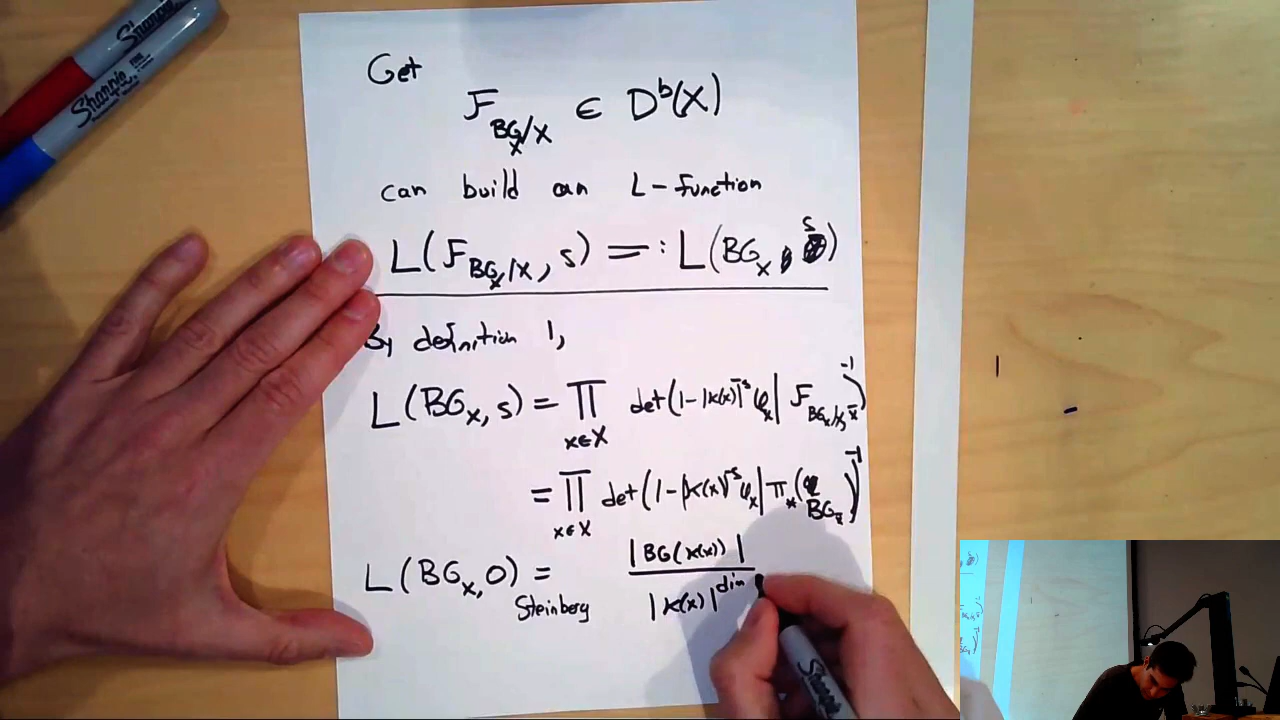 Sharpie
Sharpie
Get
F_{BG_x/X} ∈ D^b(X)
can build an L-function
L(F_{BG_x/X}, s) =: L(BG_x, s)
By definition 1,
L(BG_x, s) = ∏_{x∈X} det(1-|κ(x)|^{-s} φ_x | F_{BG_x/X, x̄})^{-1}
= ∏_{x∈X} det(1-|κ(x)|^{-s} φ_x | π_*(_{BG_x̄}))^{-1}
L(BG_x, 0) = |BG(κ(x))| / |κ(x)|^{dim
Steinberg
Sharpie